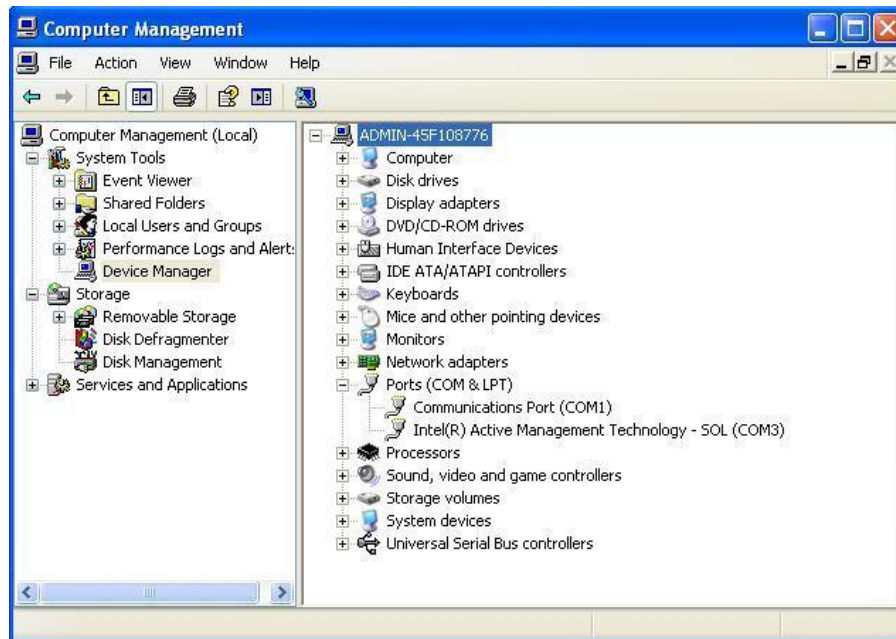 Computer Management
File Action View Window Help
Computer Management (Local)
System Tools
Event Viewer
Shared Folders
Local Users and Groups
Performance Logs and Alert
Device Manager
Storage
Removable Storage
Disk Defragmenter
Disk Management
Services and Applications
ADMIN-45F108776
Computer
Disk drives
Display adapters
DVD/CD-ROM drives
Human Interface Devices
IDE ATA/ATAPI controllers
Keyboards
Mice and other pointing devices
Monitors
Network adapters
Ports (COM & LPT)
Communications Port (COM1)
Intel(R) Active Management Technology - SOL (COM3)
Processors
Sound, video and game controllers
Storage volumes
System devices
Universal Serial Bus controllers